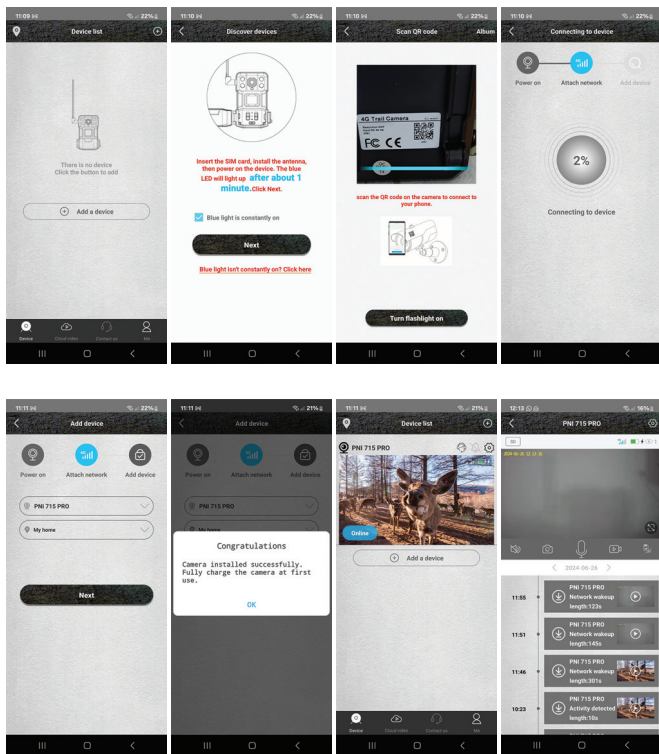 11:09
22%
Device list
There is no device
Click the button to add
Add a device
Device
Cloud video
Contact us
Me
11:10
22%
Discover devices
Insert the SIM card, install the antenna,
then power on the device. The blue
LED will light up after about 1
minute.Click Next.
Blue light is constantly on
Next
Blue light isn't constantly on? Click here
11:10
22%
Scan QR code
Album
4G Trail Camera
FC CE
scan the QR code on the camera to connect to
your phone.
Turn flashlight on
11:10
22%
Connecting to device
Power on
Attach network
Add device
2%
Connecting to device
11:11
22%
Add device
Power on
Attach network
Add device
PNI 715 PRO
My home
Next
11:11
21%
Add device
Power on
Attach network
Add device
PNI 715 PRO
My home
Congratulations
Camera installed successfully.
Fully charge the camera at first
use.
OK
11:11
21%
Device list
PNI 715 PRO
Online
Add a device
Device
Cloud video
Contact us
Me
12:13
16%
PNI 715 PRO
SD
2024-06-26
11:55
PNI 715 PRO
Network wakeup
length:123s
11:51
PNI 715 PRO
Network wakeup
length:145s
11:46
PNI 715 PRO
Network wakeup
length:301s
10:23
PNI 715 PRO
Activity detected
length:10s